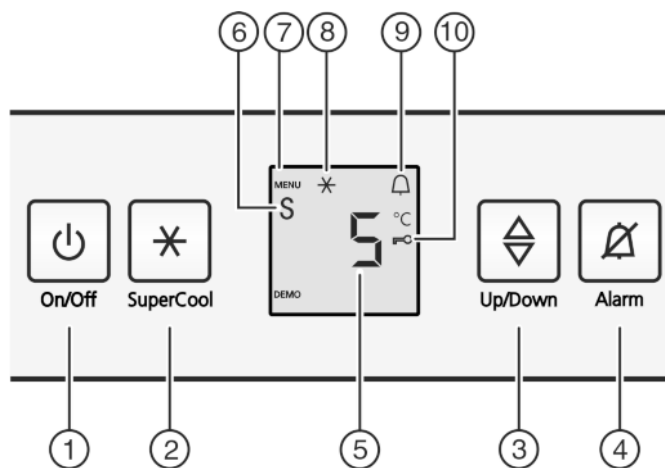 6 7 8 9 10
MENU
S
°C
5
DEMO
On/Off SuperCool Up/Down Alarm
1 2 5 3 4